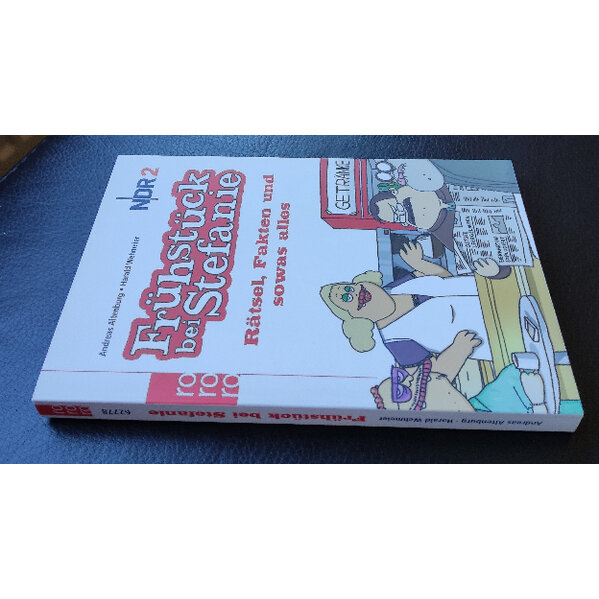 Andreas Altenburg • Harald Wehmeier
NDR 2
Frühstück
bei Stefanie
Rätsel, Fakten und
sowas alles
GETRÄNKE
ro
ro
ro
Andreas Altenburg · Harald Wehmeier
Frühstück bei Stefanie
62778